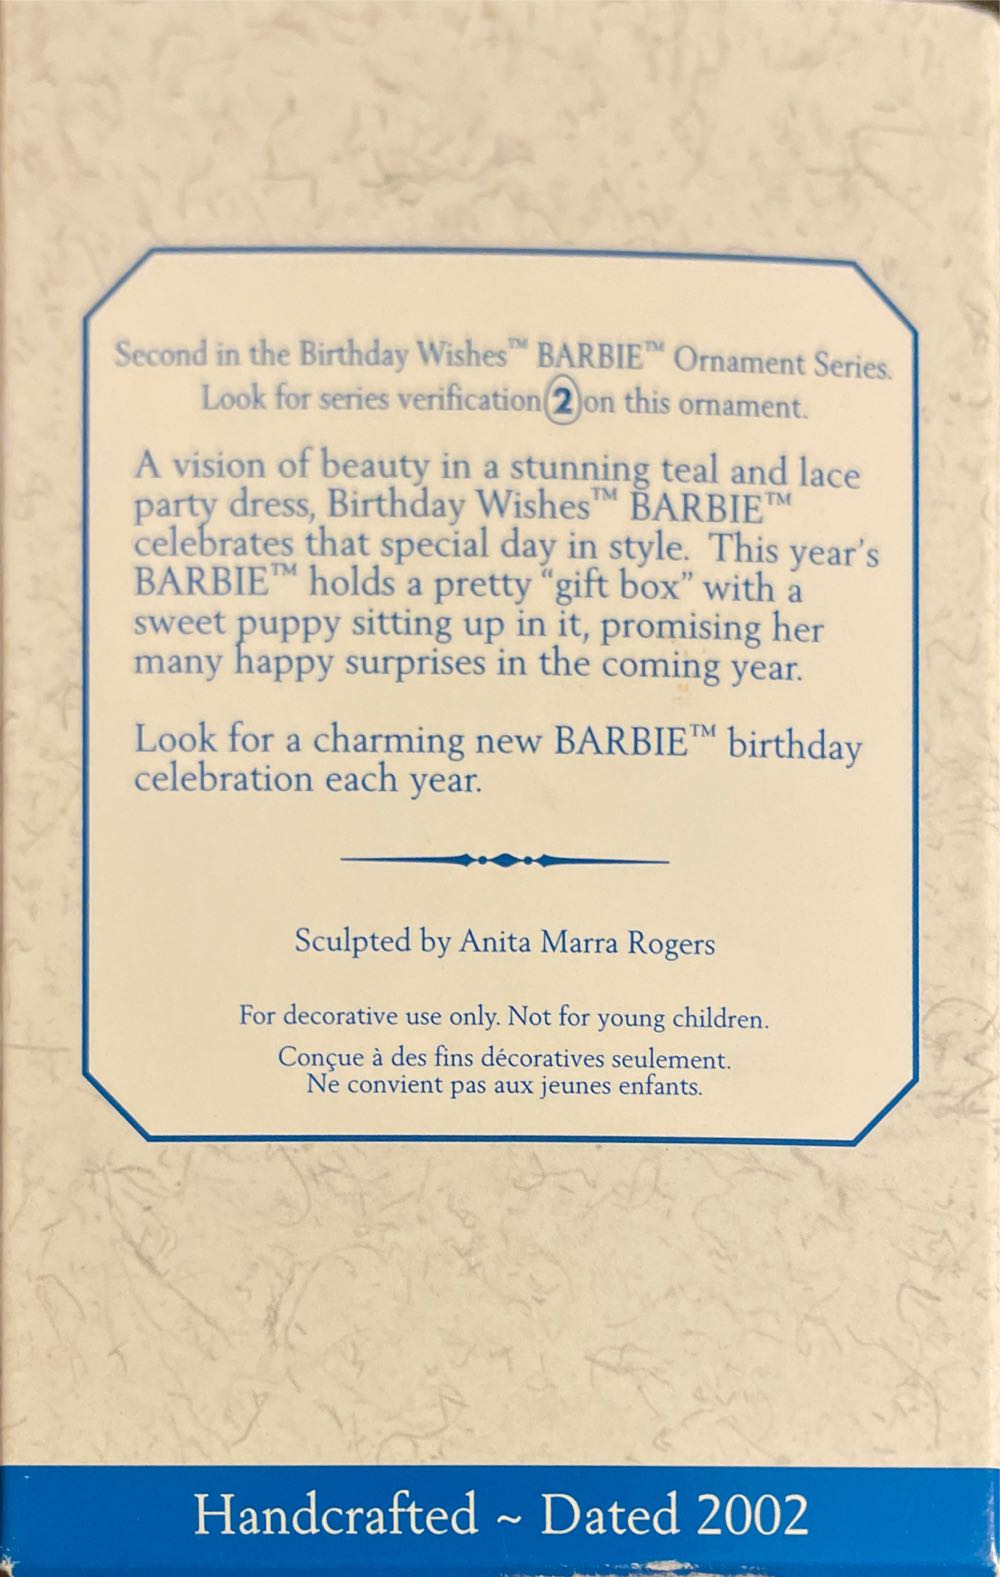 Second in the Birthday Wishes™ BARBIE™ Ornament Series.
Look for series verification 2 on this ornament.
A vision of beauty in a stunning teal and lace
party dress, Birthday Wishes™ BARBIE™
celebrates that special day in style. This year's
BARBIE™ holds a pretty “gift box” with a
sweet puppy sitting up in it, promising her
many happy surprises in the coming year.
Look for a charming new BARBIE™ birthday
celebration each year.
Sculpted by Anita Marra Rogers
For decorative use only. Not for young children.
Conçue à des fins décoratives seulement.
Ne convient pas aux jeunes enfants.
Handcrafted ~ Dated 2002